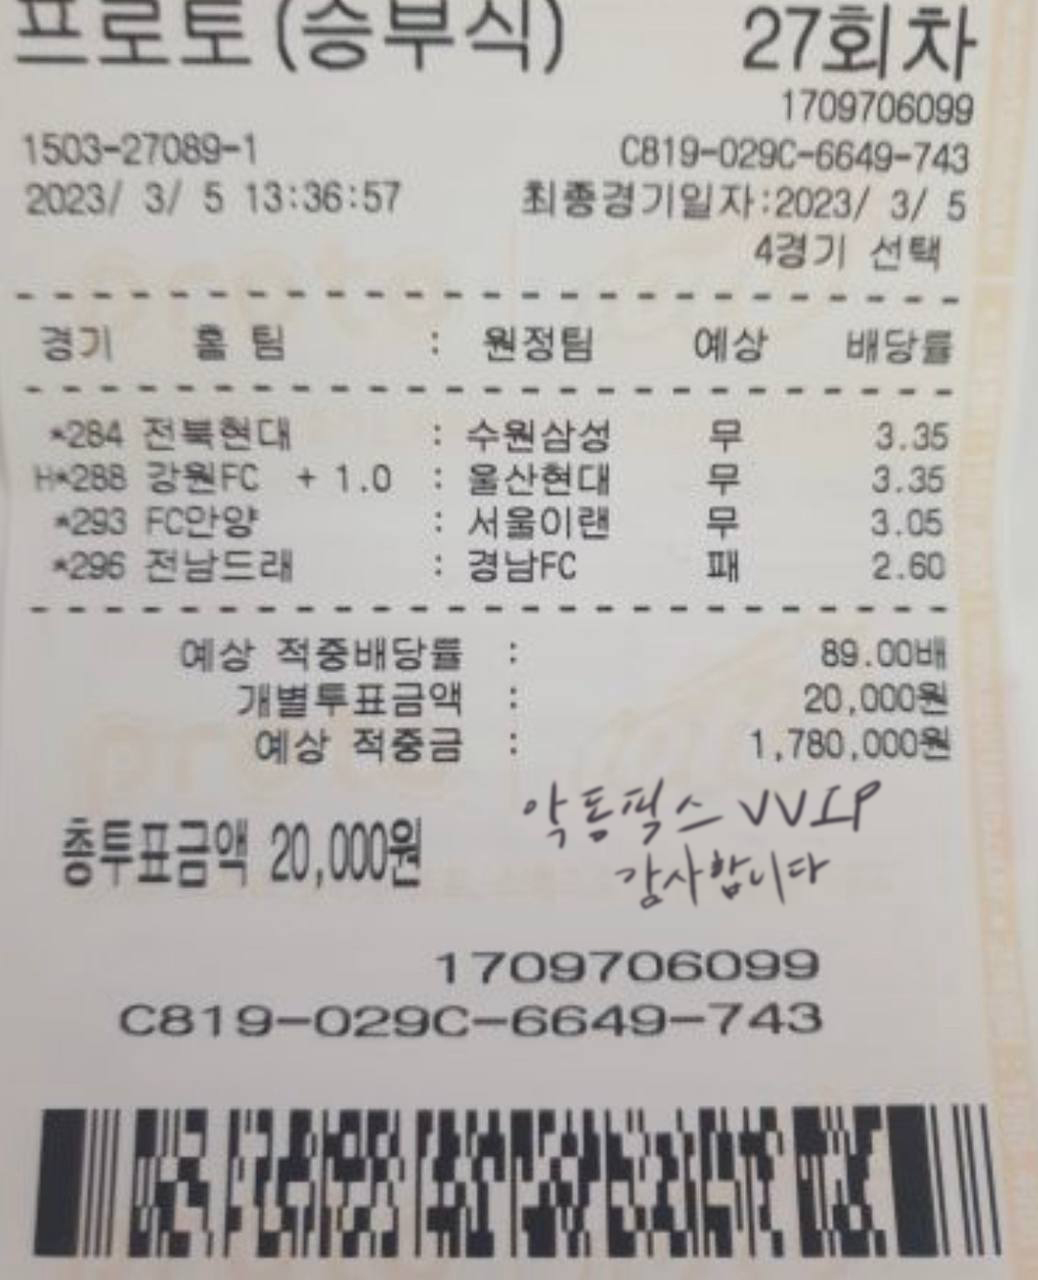 프로토(승부식) 27회차
1709706099
1503-27089-1 C819-029C-6649-743
2023/ 3/ 5 13:36:57 최종경기일자:2023/ 3/ 5
4경기 선택
경기 홈 팀 : 원정팀 예상 배당률
*284 전북현대 : 수원삼성 무 3.35
H*288 강원FC + 1.0 : 울산현대 무 3.35
*293 FC안양 : 서울이랜 무 3.05
*296 전남드래 : 경남FC 패 2.60
예상 적중배당률 : 89.00배
개별투표금액 : 20,000원
예상 적중금 : 1,780,000원
악동픽스 VVIP
감사합니다
총투표금액 20,000원
1709706099
C819-029C-6649-743